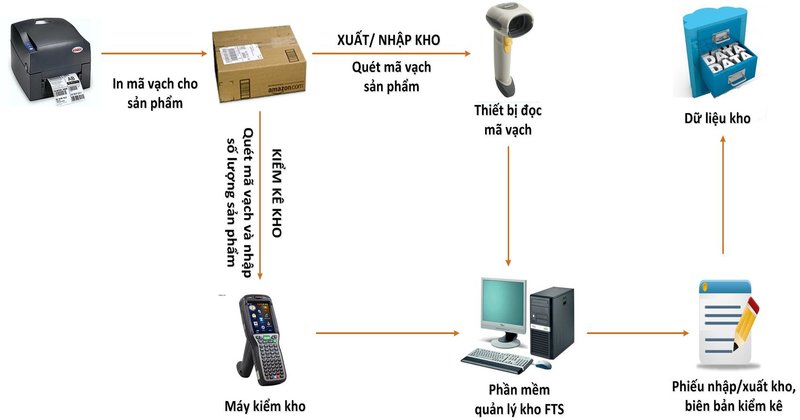 In mã vạch cho
sản phẩm
amazon.com
XUẤT/ NHẬP KHO
Quét mã vạch
sản phẩm
Thiết bị đọc
mã vạch
DAYA
DATA
Dữ liệu kho
KIỂM KÊ KHO
Quét mã vạch và nhập
số lượng sản phẩm
Máy kiểm kho
Phần mềm
quản lý kho FTS
Phiếu nhập/xuất kho,
biên bản kiểm kê